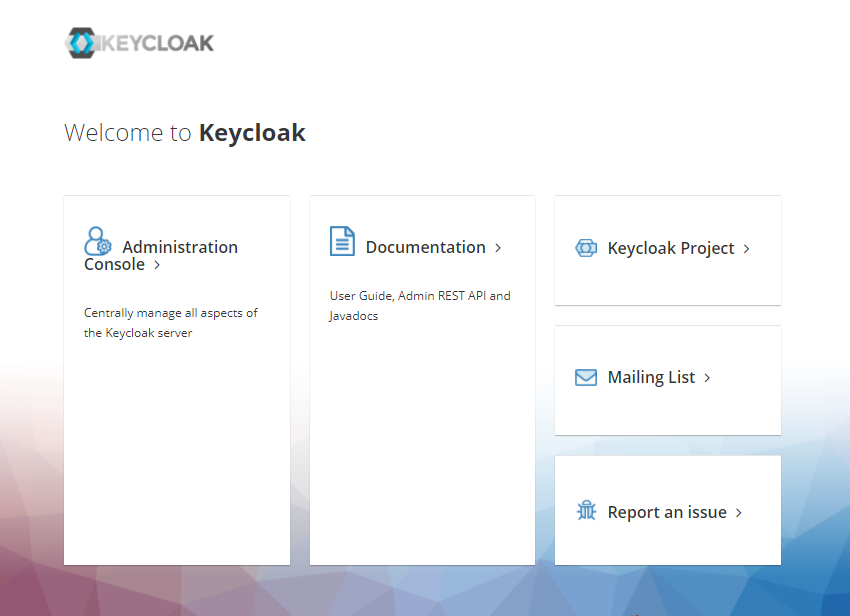 KEYCLOAK
Welcome to Keycloak
Administration
Console >
Centrally manage all aspects of
the Keycloak server
Documentation >
User Guide, Admin REST API and
Javadocs
Keycloak Project >
Mailing List >
Report an issue >